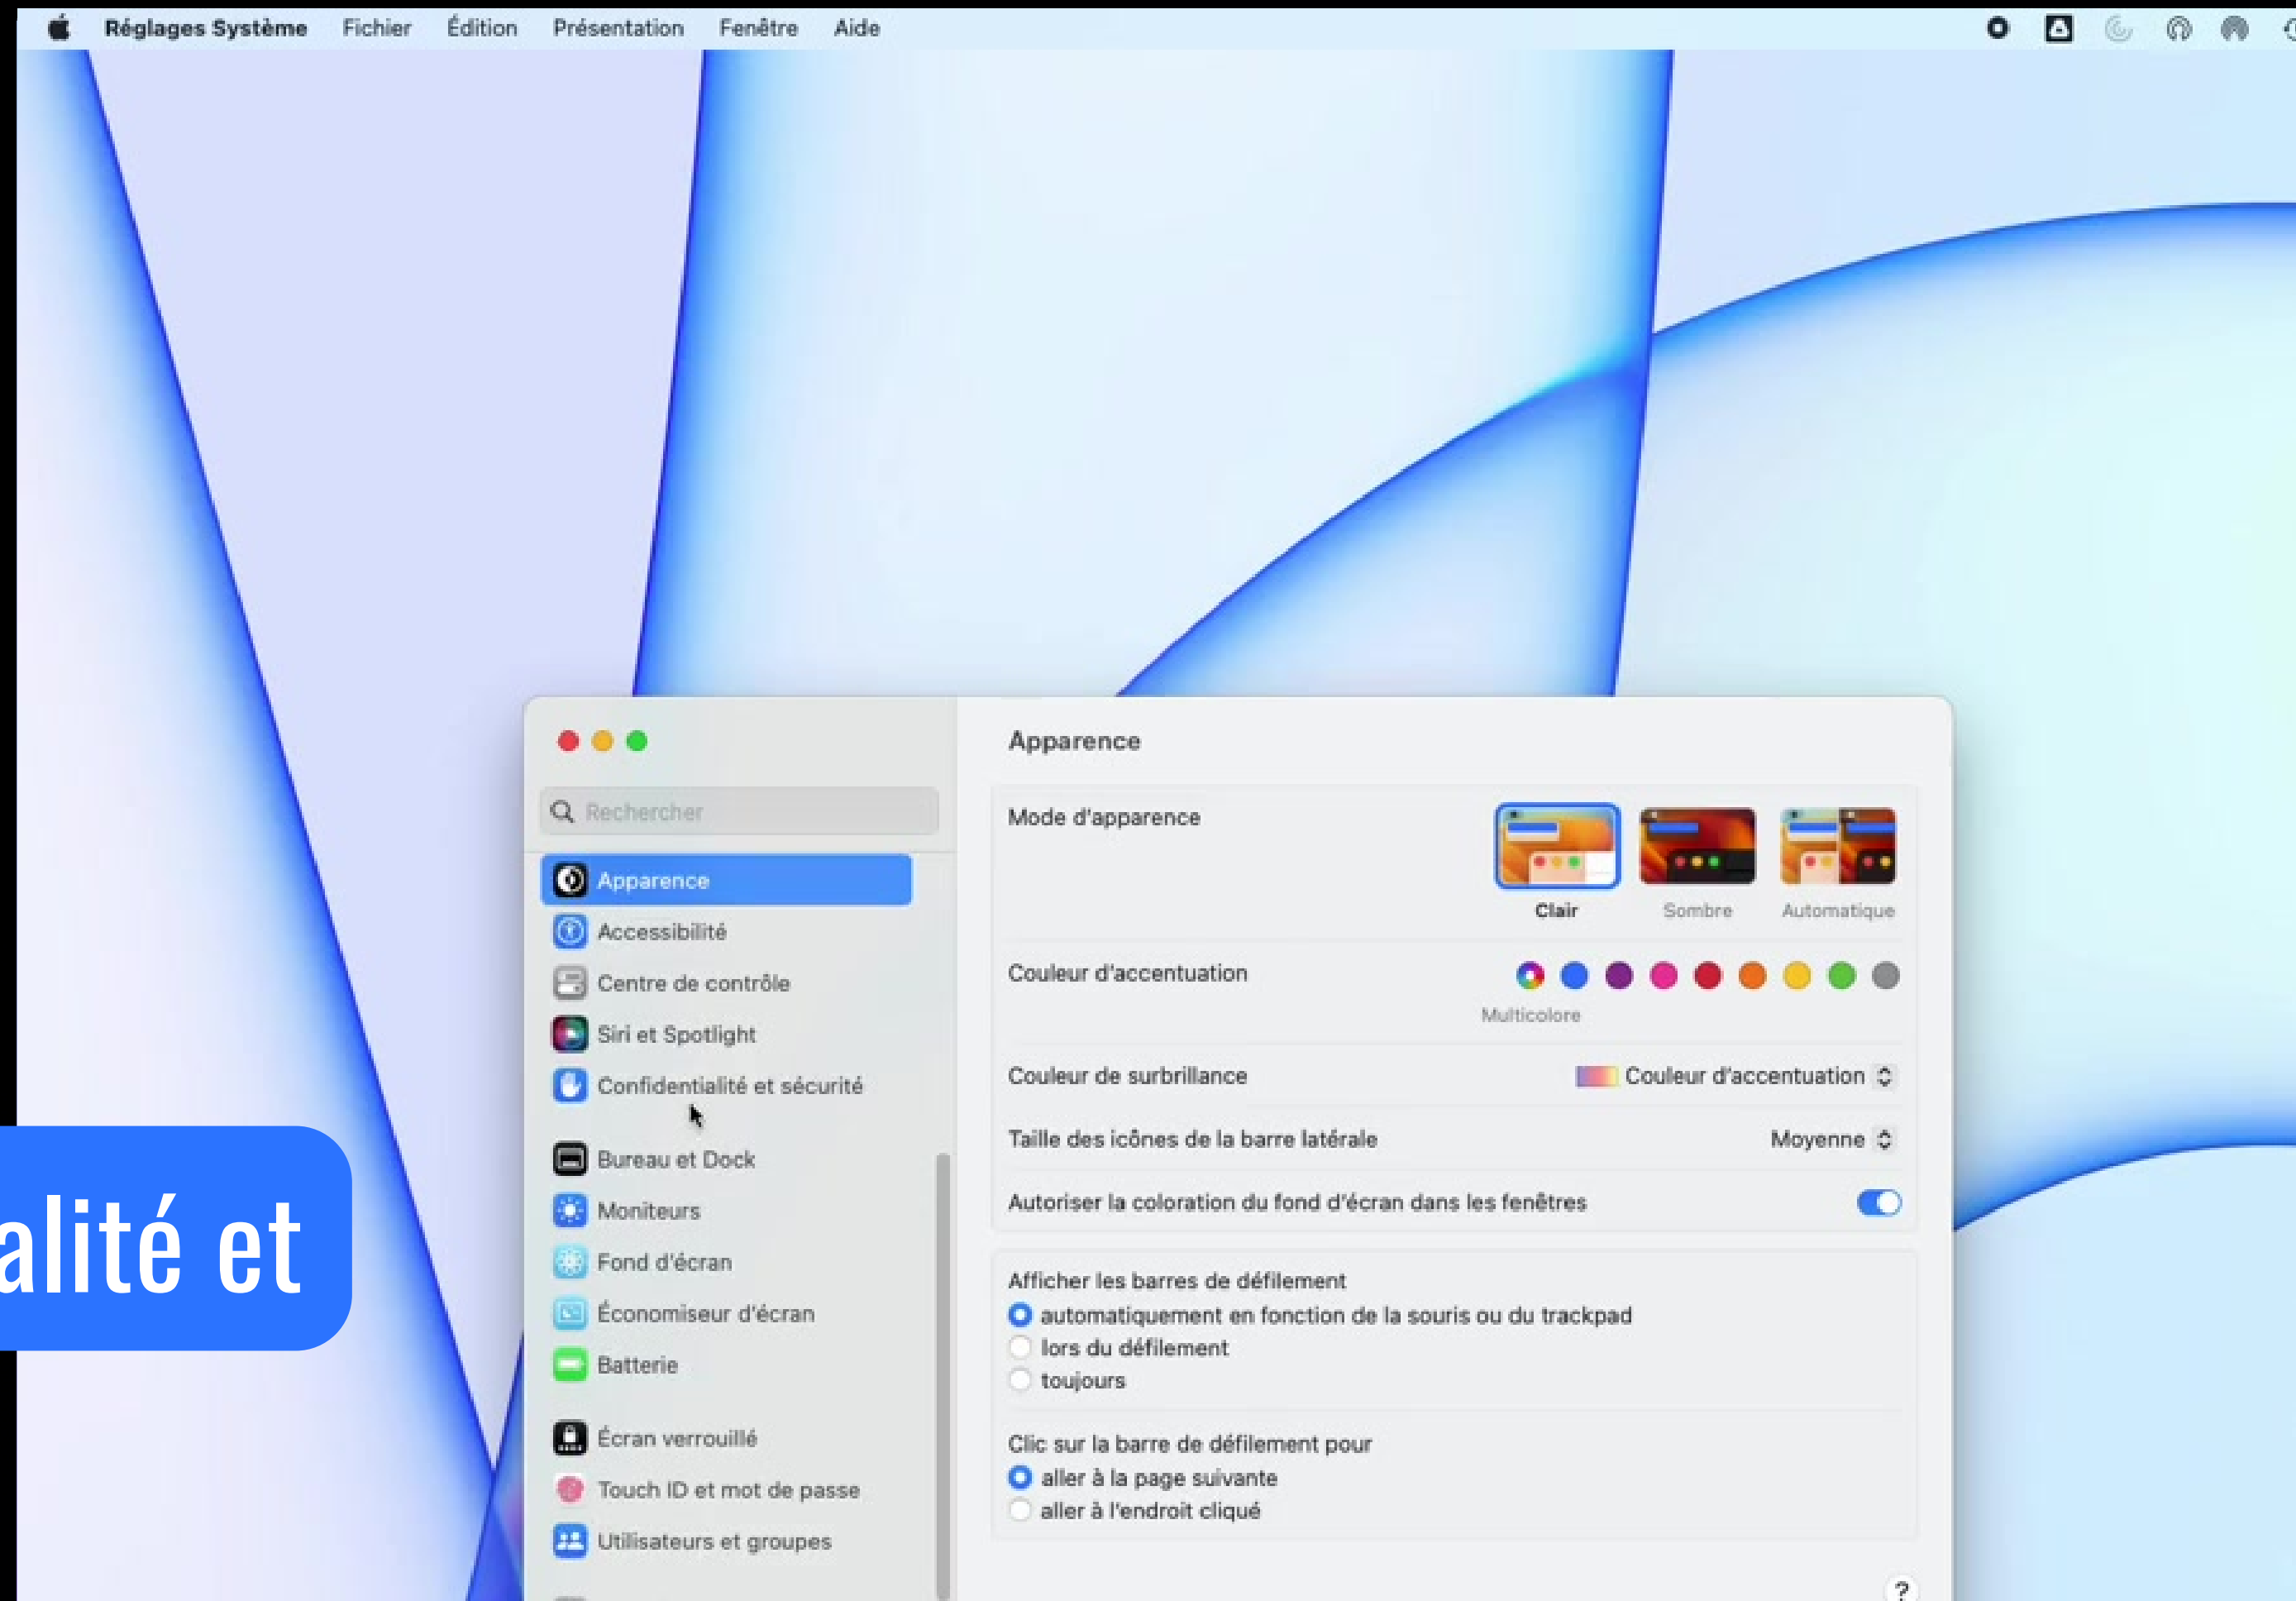 Réglages Système Fichier Édition Présentation Fenêtre Aide
Apparence
Rechercher
Apparence
Accessibilité
Centre de contrôle
Siri et Spotlight
Confidentialité et sécurité
Bureau et Dock
Moniteurs
Fond d'écran
Économiseur d'écran
Batterie
Écran verrouillé
Touch ID et mot de passe
Utilisateurs et groupes
Mode d'apparence
Clair Sombre Automatique
Couleur d'accentuation
Multicolore
Couleur de surbrillance Couleur d'accentuation
Taille des icônes de la barre latérale Moyenne
Autoriser la coloration du fond d'écran dans les fenêtres
Afficher les barres de défilement
automatiquement en fonction de la souris ou du trackpad
lors du défilement
toujours
Clic sur la barre de défilement pour
aller à la page suivante
aller à l'endroit cliqué
?
alité et